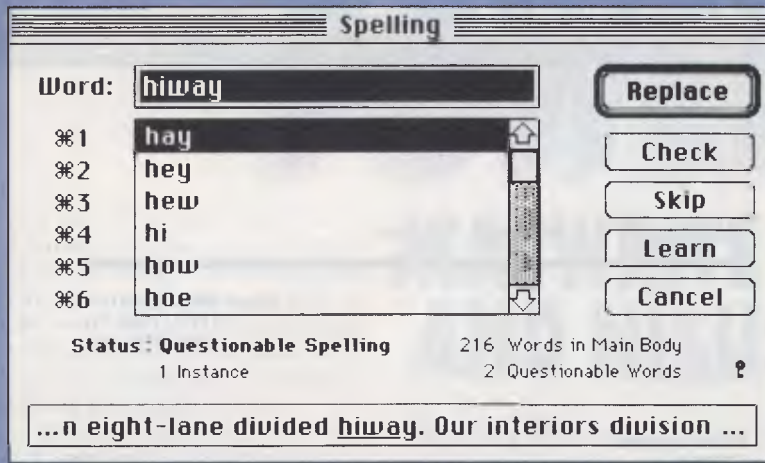 Spelling
Word: hiway
⌘1 hay
⌘2 hey
⌘3 hew
⌘4 hi
⌘5 how
⌘6 hoe
Replace
Check
Skip
Learn
Cancel
Status: Questionable Spelling
1 Instance
216 Words in Main Body
2 Questionable Words
...n eight-lane divided hiway. Our interiors division ...